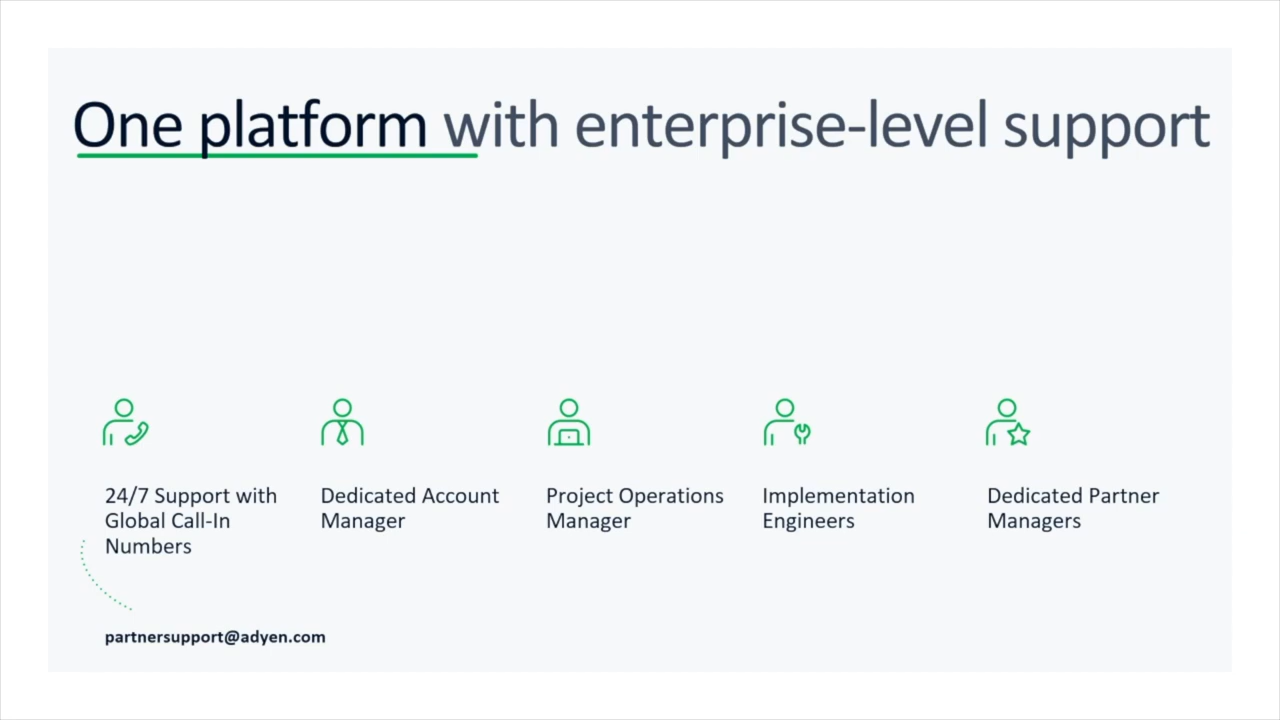 One platform with enterprise-level support
24/7 Support with
Global Call-In
Numbers
Dedicated Account
Manager
Project Operations
Manager
Implementation
Engineers
Dedicated Partner
Managers
partnersupport@adyen.com